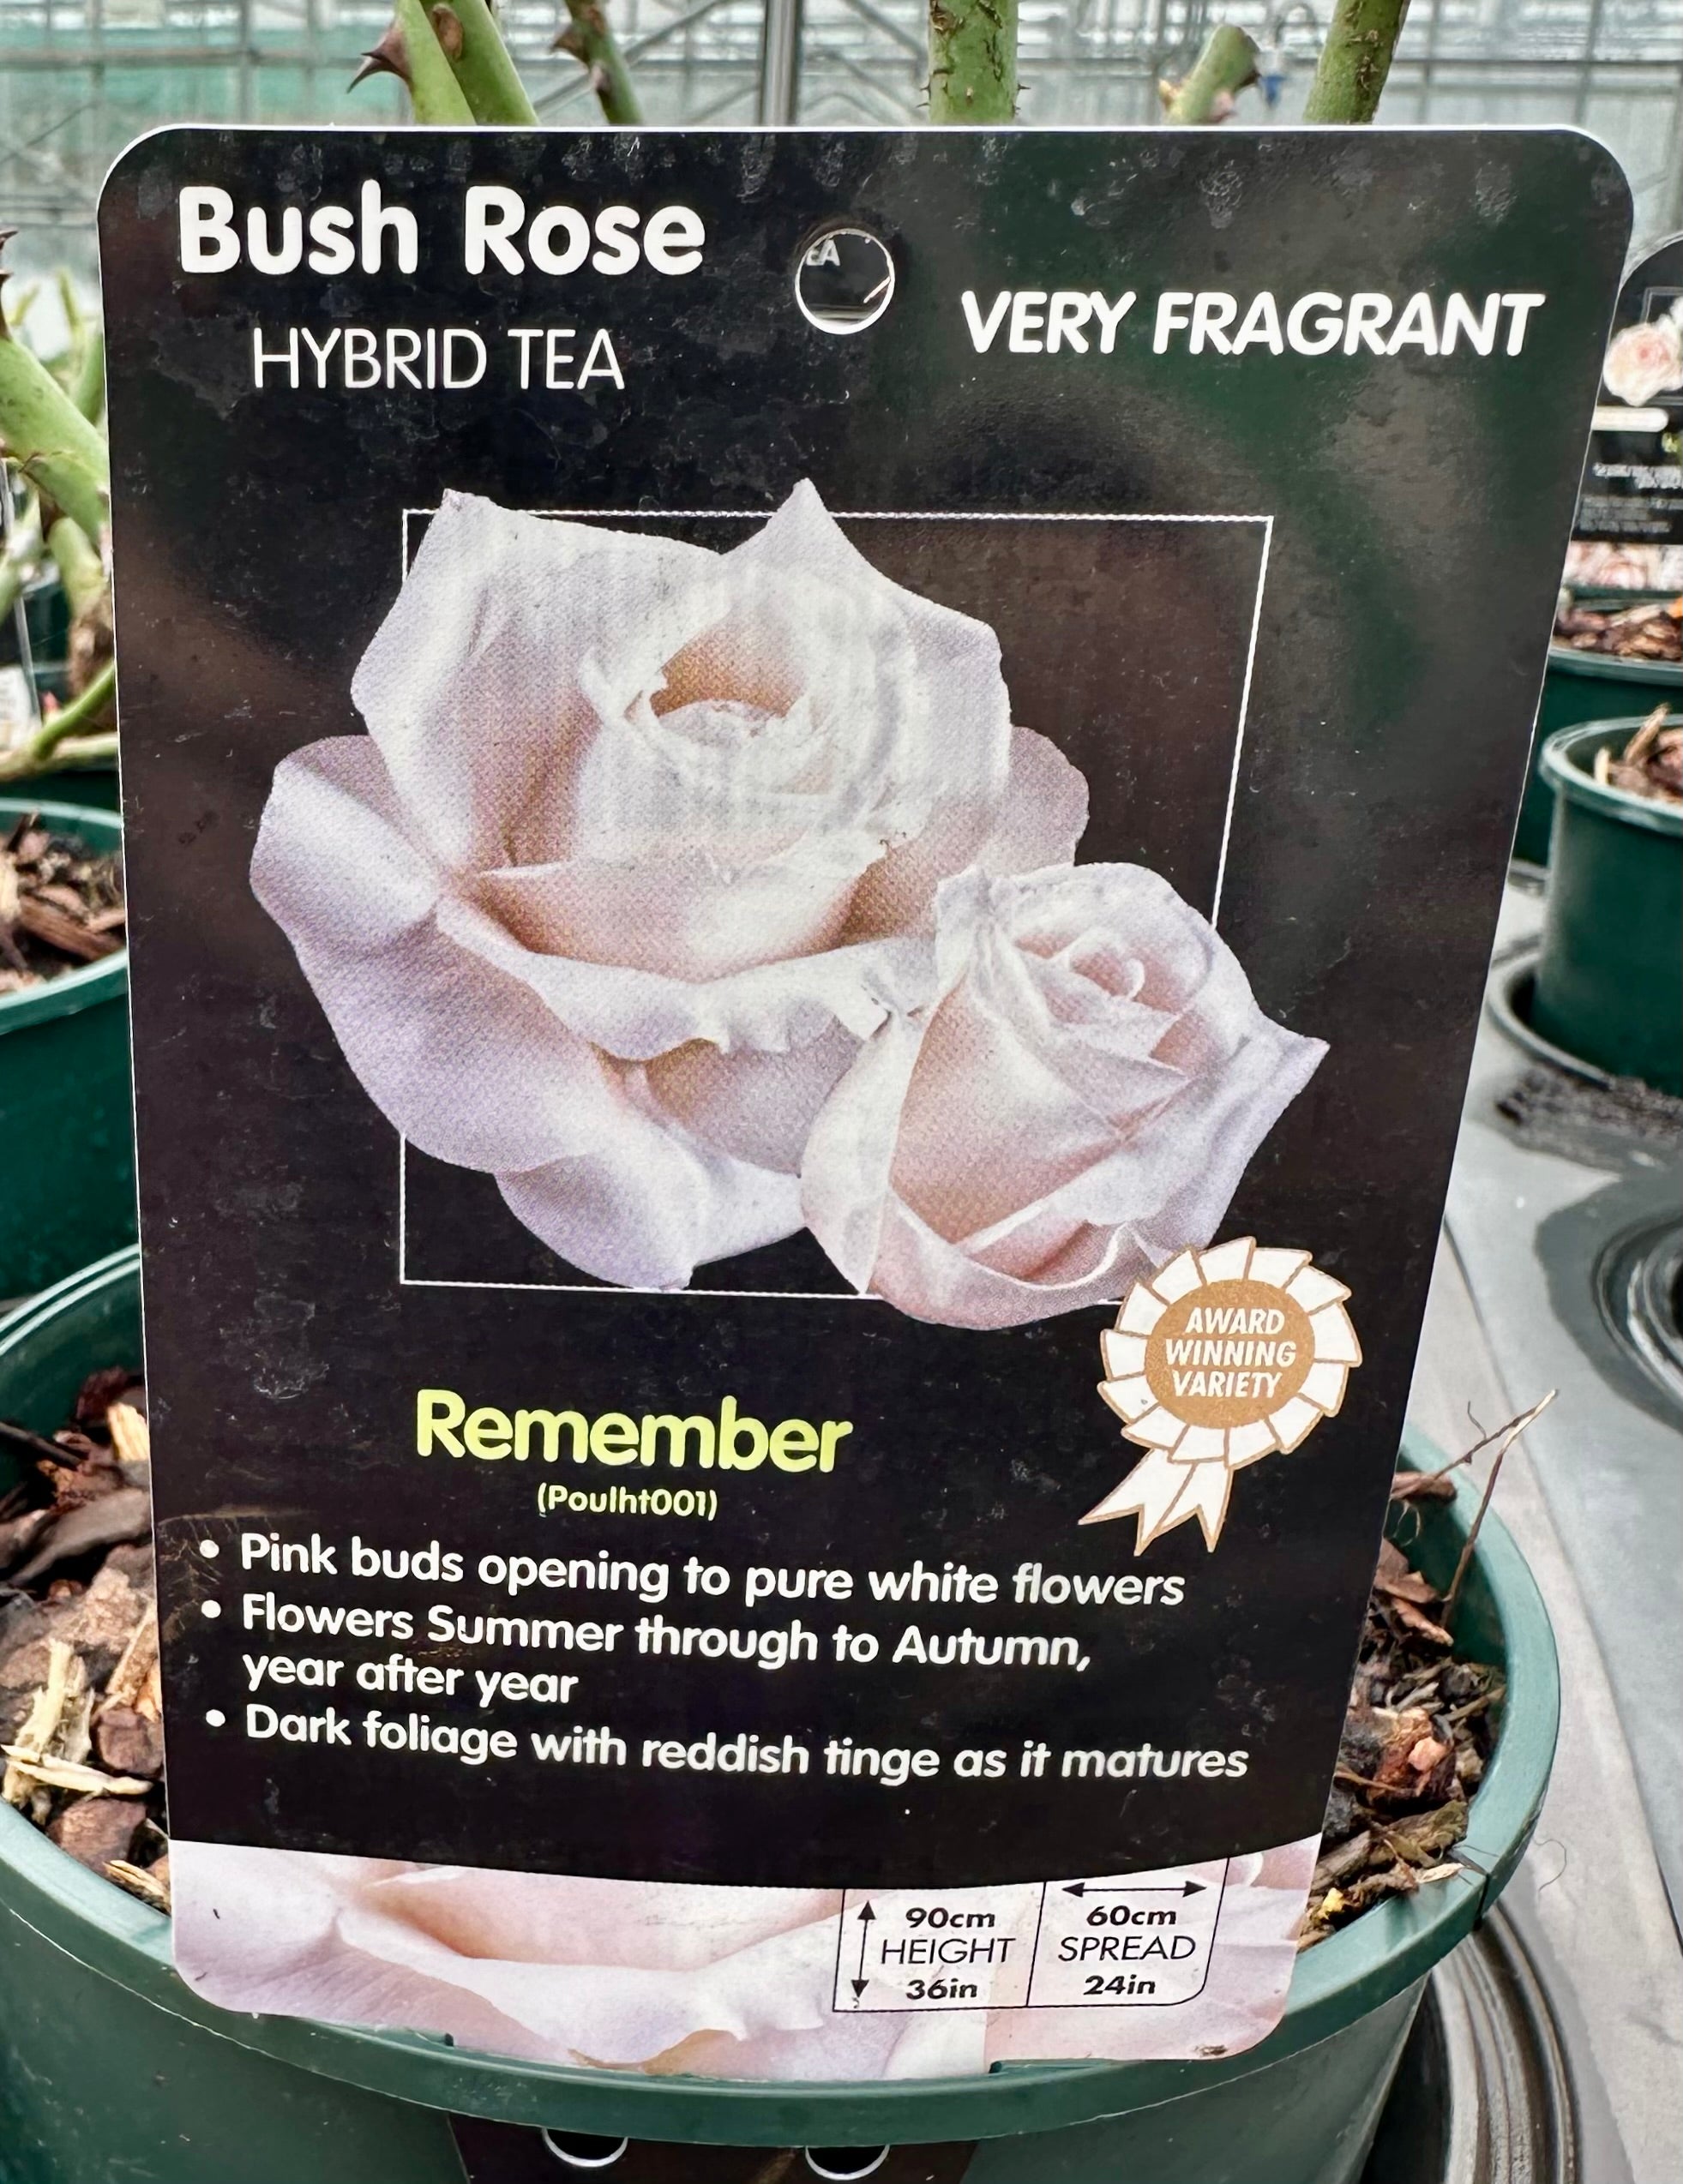 Bush Rose
HYBRID TEA
VERY FRAGRANT
AWARD
WINNING
VARIETY
Remember
(Poulht001)
• Pink buds opening to pure white flowers
• Flowers Summer through to Autumn,
year after year
• Dark foliage with reddish tinge as it matures
90cm
HEIGHT
36in
60cm
SPREAD
24in